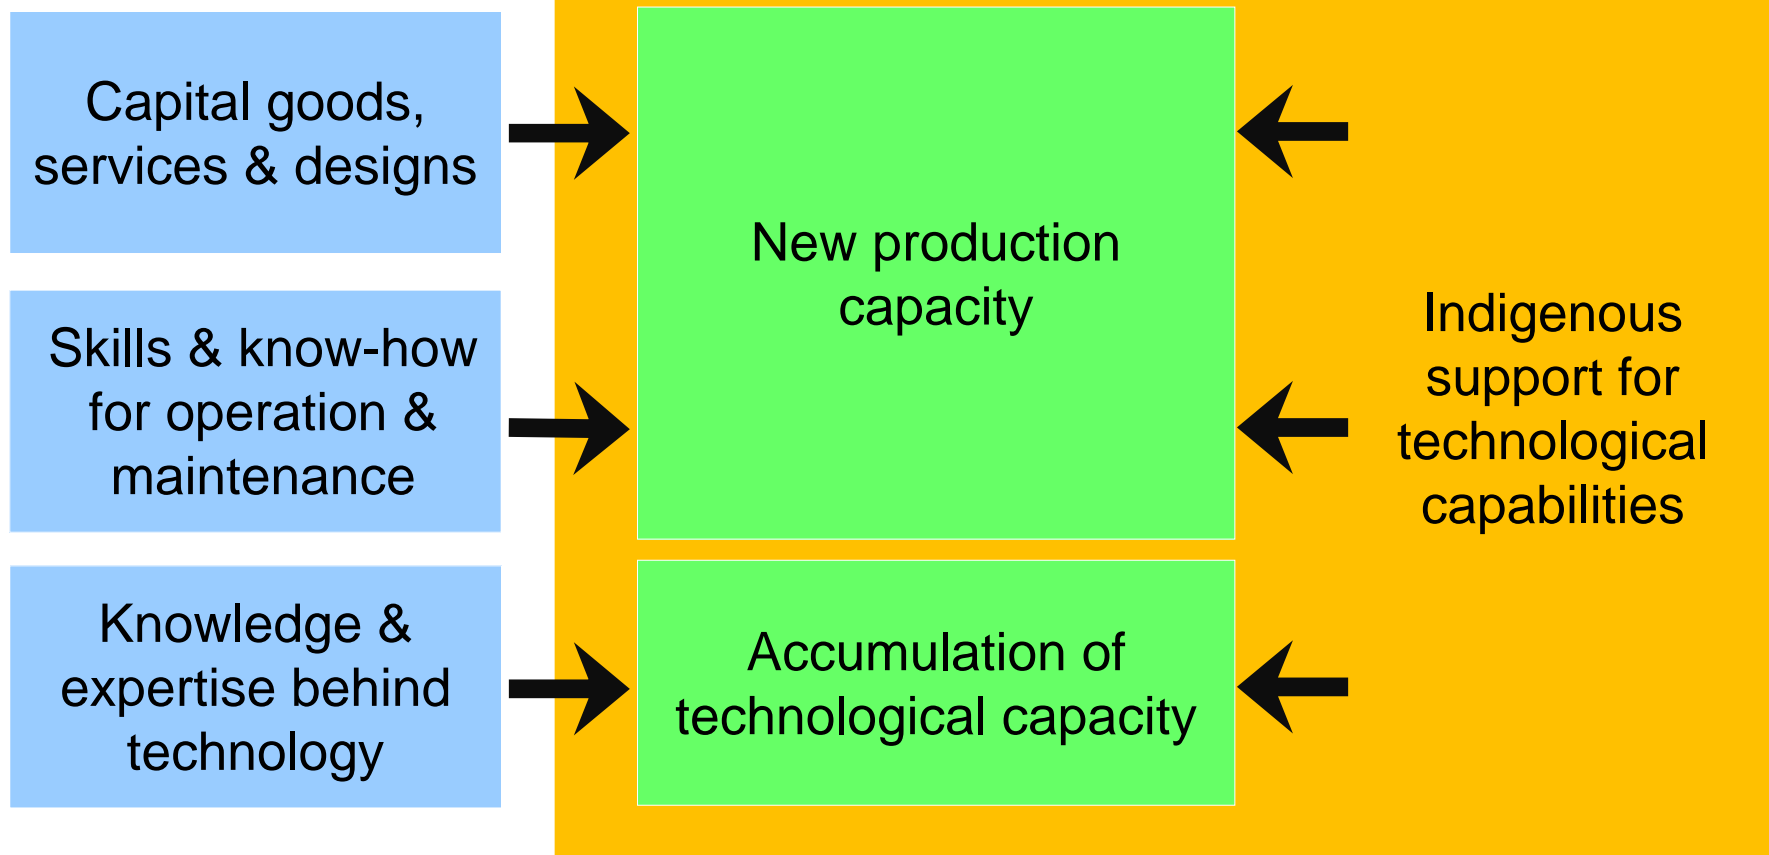 Capital goods,
services & designs
Skills & know-how
for operation &
maintenance
Knowledge &
expertise behind
technology
New production
capacity
Accumulation of
technological capacity
Indigenous
support for
technological
capabilities